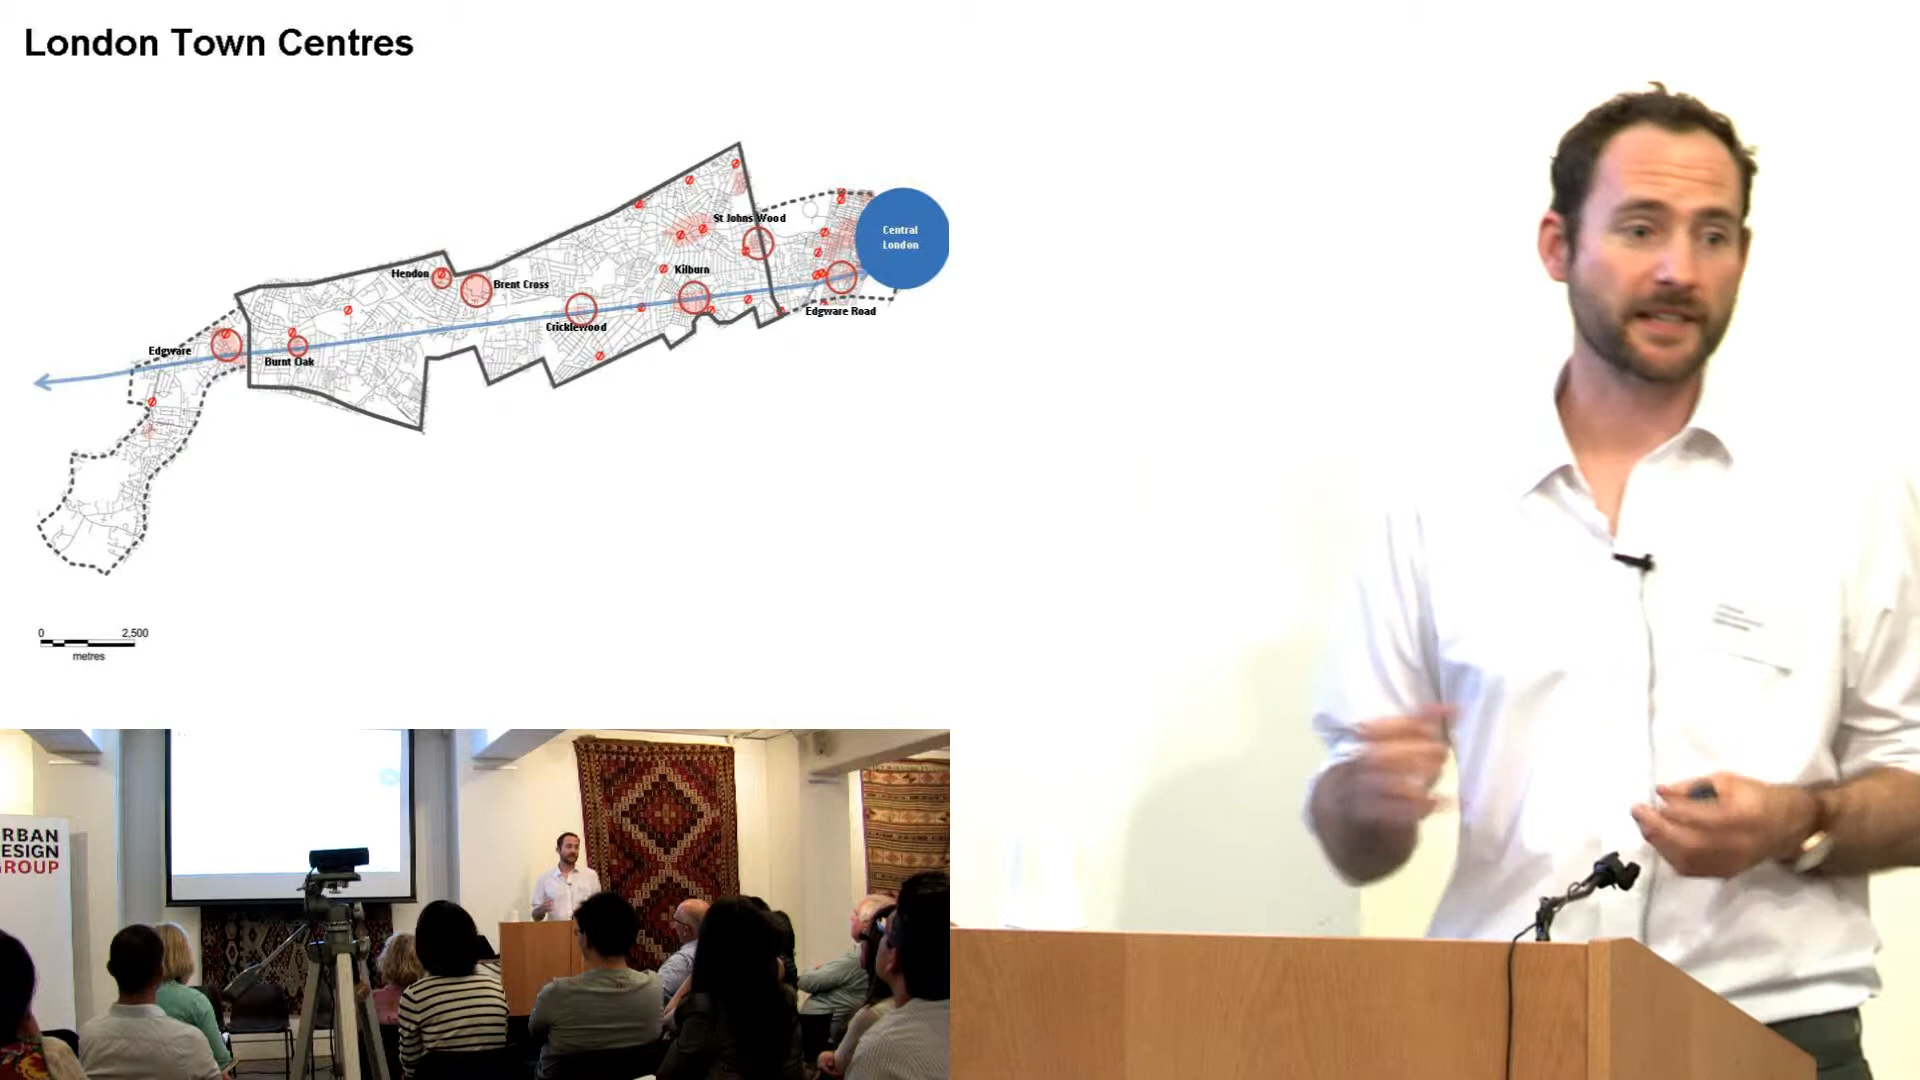 London Town Centres
St Johns Wood
Central
London
Hendon
Kilburn
Brent Cross
Edgware Road
Cricklewood
Edgware
Burnt Oak
0 2,500
metres
RBAN
ESIGN
GROUP